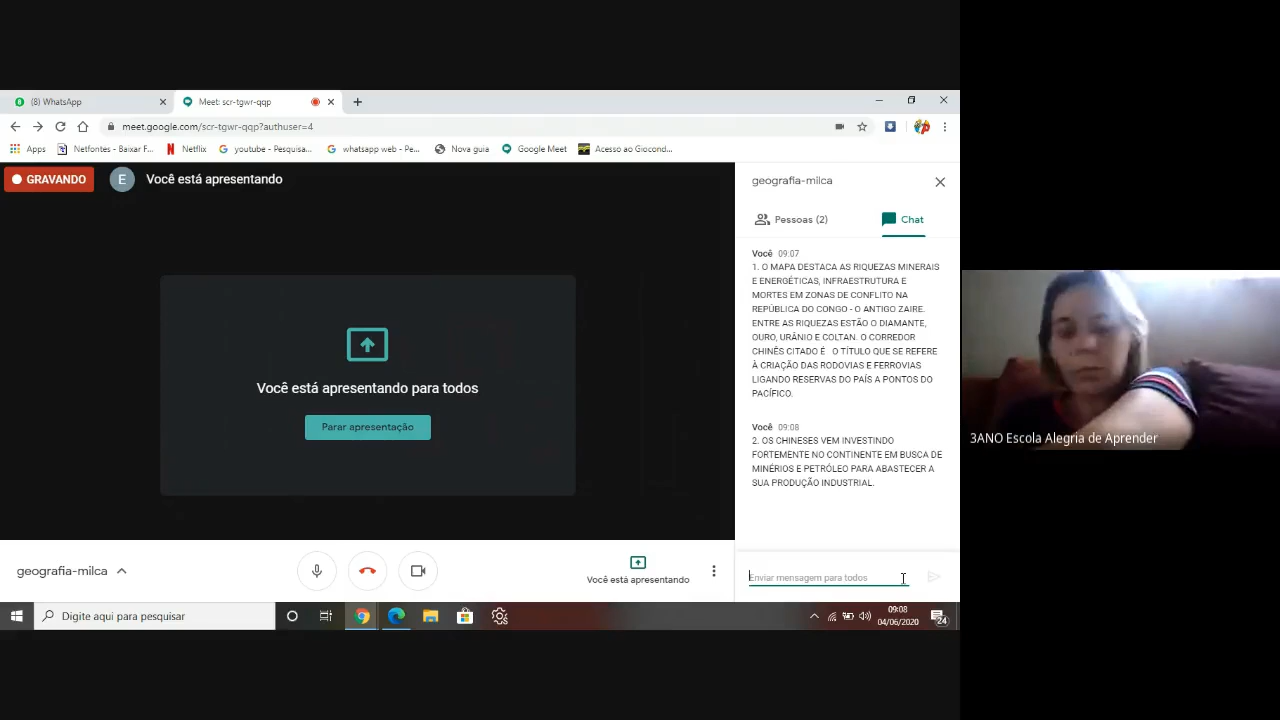 (8) WhatsApp
Meet: scr-tgwr-qqp
meet.google.com/scr-tgwr-qqp?authuser=4
Apps
Netfontes - Baixar F...
Netflix
youtube - Pesquisa...
whatsapp web - Pe...
Nova guia
Google Meet
Acesso ao Giocond...
GRAVANDO
E
Você está apresentando
Você está apresentando para todos
Parar apresentação
geografia-milca
Pessoas (2)
Chat
Você 09:07
1. O MAPA DESTACA AS RIQUEZAS MINERAIS
E ENERGÉTICAS, INFRAESTRUTURA E
MORTES EM ZONAS DE CONFLITO NA
REPÚBLICA DO CONGO - O ANTIGO ZAIRE.
ENTRE AS RIQUEZAS ESTÃO O DIAMANTE,
OURO, URÂNIO E COLTAN. O CORREDOR
CHINÊS CITADO É O TÍTULO QUE SE REFERE
À CRIAÇÃO DAS RODOVIAS E FERROVIAS
LIGANDO RESERVAS DO PAÍS A PONTOS DO
PACÍFICO.
Você 09:08
2. OS CHINESES VEM INVESTINDO
FORTEMENTE NO CONTINENTE EM BUSCA DE
MINÉRIOS E PETRÓLEO PARA ABASTECER A
SUA PRODUÇÃO INDUSTRIAL.
Enviar mensagem para todos
geografia-milca
Você está apresentando
Digite aqui para pesquisar
09:08
04/06/2020
24
3ANO Escola Alegria de Aprender